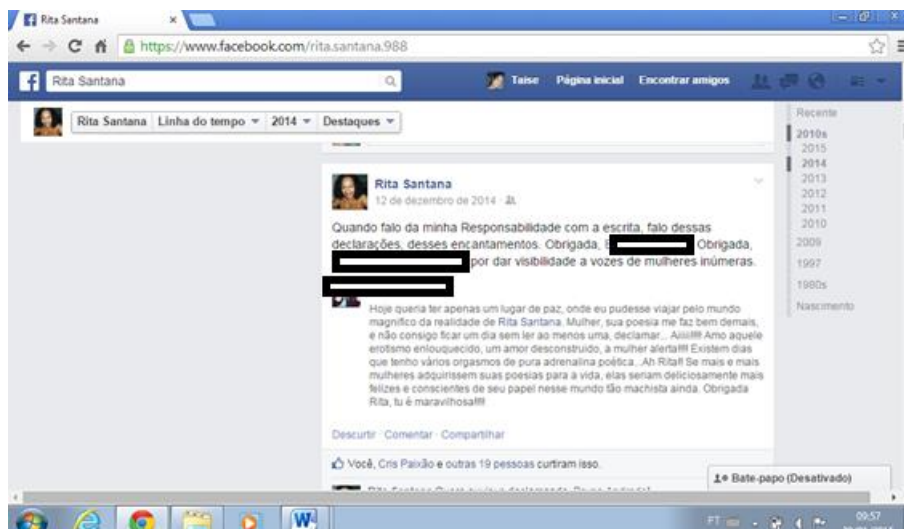 Rita Santana
https://www.facebook.com/rita.santana.988
Rita Santana
Taise Página inicial Encontrar amigos
Rita Santana Linha do tempo 2014 Destaques
Recente
2010s
2015
2014
2013
2012
2011
2010
2009
1997
1980s
Nascimento
Rita Santana
12 de dezembro de 2014
Quando falo da minha Responsabilidade com a escrita, falo dessas
declarações, desses encantamentos. Obrigada, Obrigada,
por dar visibilidade a vozes de mulheres inúmeras.
Hoje queria ter apenas um lugar de paz, onde eu pudesse viajar pelo mundo
magnífico da realidade de Rita Santana. Mulher, sua poesia me faz bem demais,
e não consigo ficar um dia sem ler ao menos uma, declamar... Aiiii!!!! Amo aquele
erotismo enlouquecido, um amor desconstruído, a mulher alerta!!!! Existem dias
que tenho vários orgasmos de pura adrenalina poética...Ah Rita!! Se mais e mais
mulheres adquirissem suas poesias para a vida, elas seriam deliciosamente mais
felizes e conscientes de seu papel nesse mundo tão machista ainda. Obrigada
Rita, tu é maravilhosa!!!!
Descurtir · Comentar · Compartilhar
Você, Cris Paixão e outras 19 pessoas curtiram isso.
Bate-papo (Desativado)
PT
09:57